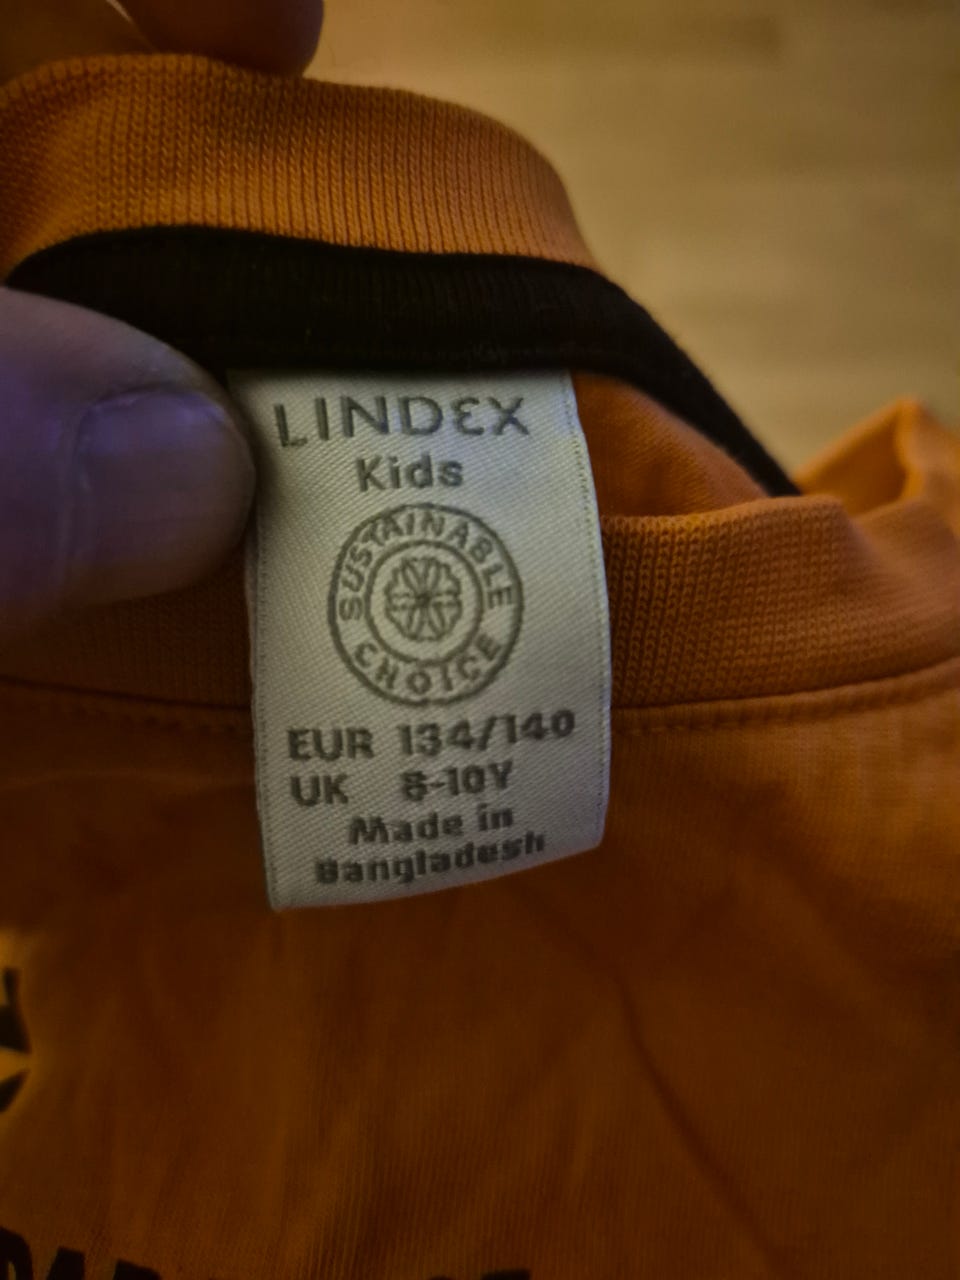 LINDEX
Kids
SUSTAINABLE
CHOICE
EUR 134/140
UK 8-10Y
Made in
Bangladesh